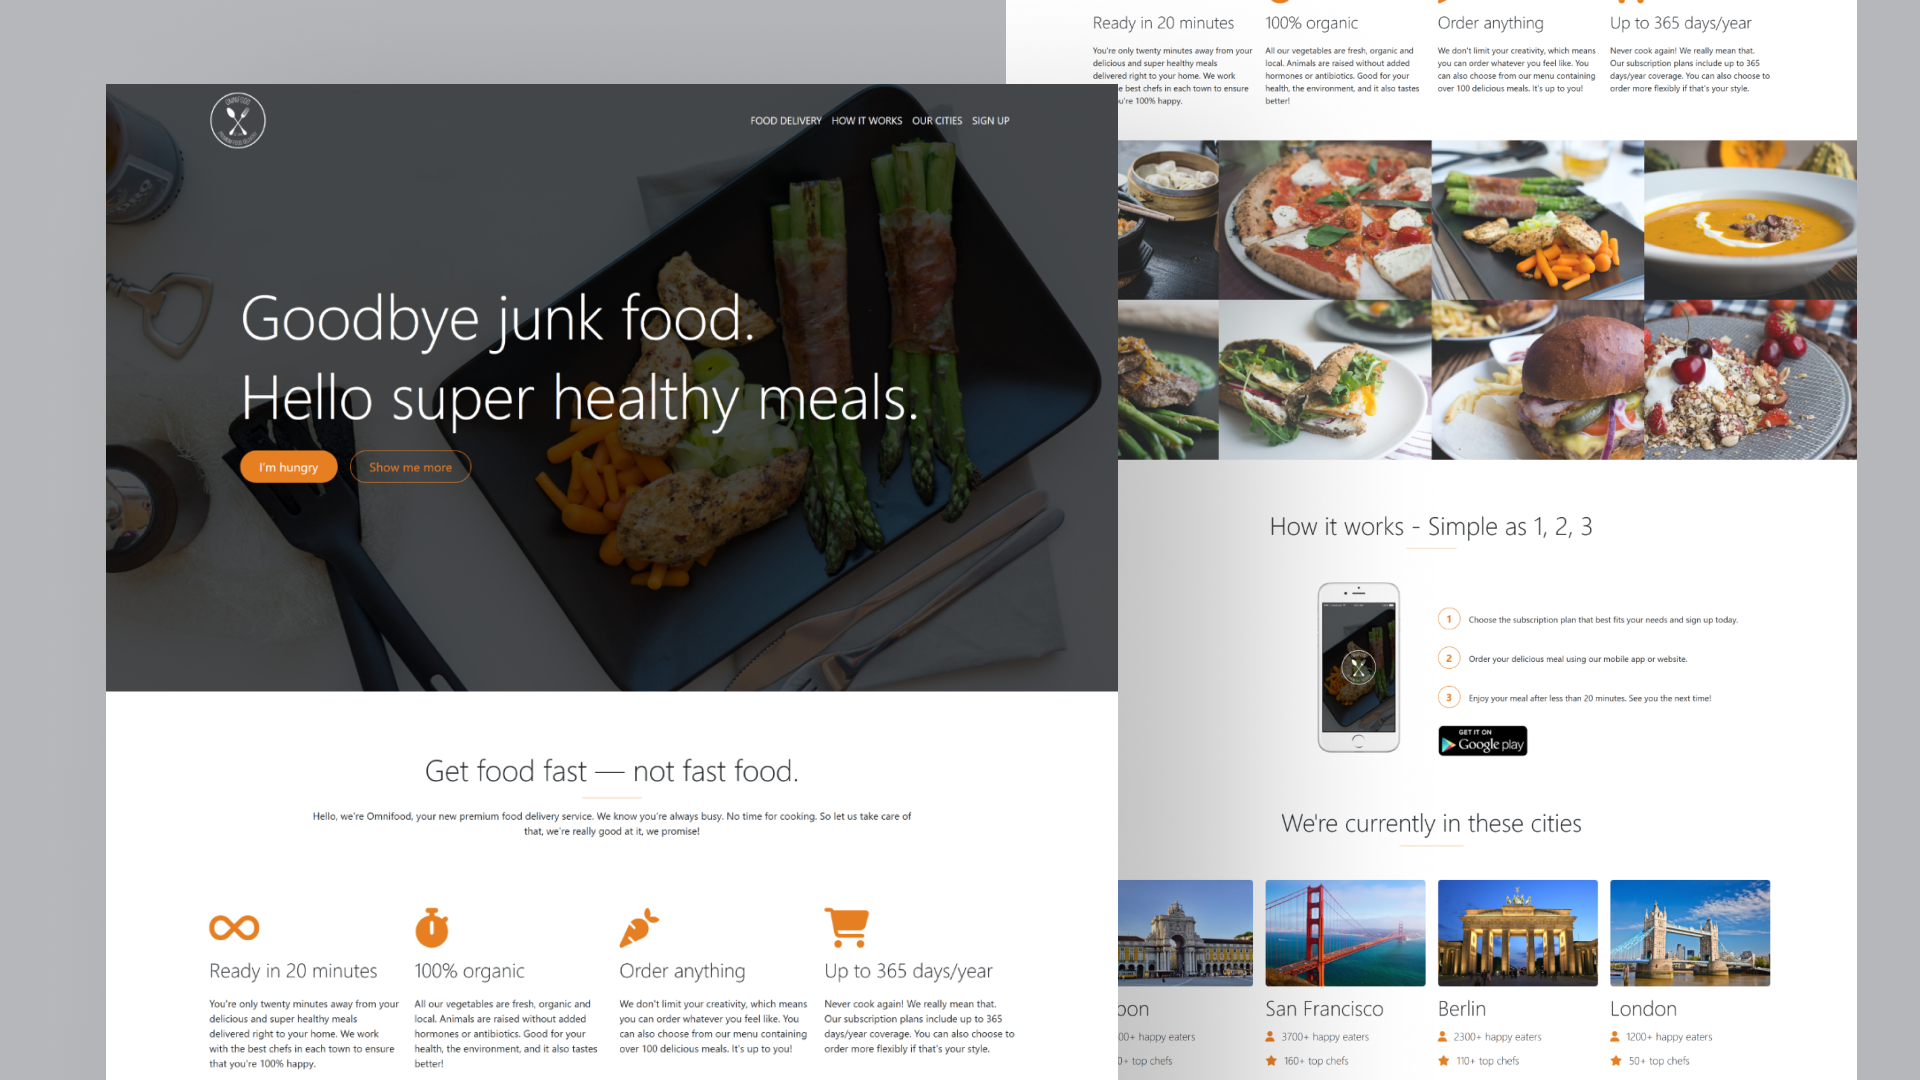 OMNIFOOD
FOOD DELIVERY HOW IT WORKS OUR CITIES SIGN UP
Goodbye junk food.
Hello super healthy meals.
I'm hungry Show me more
Get food fast — not fast food.
Hello, we're Omnifood, your new premium food delivery service. We know you're always busy. No time for cooking. So let us take care of
that, we're really good at it, we promise!
Ready in 20 minutes
You're only twenty minutes away from your
delicious and super healthy meals
delivered right to your home. We work
with the best chefs in each town to ensure
that you're 100% happy.
100% organic
All our vegetables are fresh, organic and
local. Animals are raised without added
hormones or antibiotics. Good for your
health, the environment, and it also tastes
better!
Order anything
We don't limit your creativity, which means
you can order whatever you feel like. You
can also choose from our menu containing
over 100 delicious meals. It's up to you!
Up to 365 days/year
Never cook again! We really mean that.
Our subscription plans include up to 365
days/year coverage. You can also choose to
order more flexibly if that's your style.
Ready in 20 minutes
You're only twenty minutes away from your
delicious and super healthy meals
delivered right to your home. We work
e best chefs in each town to ensure
u're 100% happy.
100% organic
All our vegetables are fresh, organic and
local. Animals are raised without added
hormones or antibiotics. Good for your
health, the environment, and it also tastes
better!
Order anything
We don't limit your creativity, which means
you can order whatever you feel like. You
can also choose from our menu containing
over 100 delicious meals. It's up to you!
Up to 365 days/year
Never cook again! We really mean that.
Our subscription plans include up to 365
days/year coverage. You can also choose to
order more flexibly if that's your style.
How it works - Simple as 1, 2, 3
1 Choose the subscription plan that best fits your needs and sign up today.
2 Order your delicious meal using our mobile app or website.
3 Enjoy your meal after less than 20 minutes. See you the next time!
GET IT ON
Google play
We're currently in these cities
bon
00+ happy eaters
0+ top chefs
San Francisco
3700+ happy eaters
160+ top chefs
Berlin
2300+ happy eaters
110+ top chefs
London
1200+ happy eaters
50+ top chefs